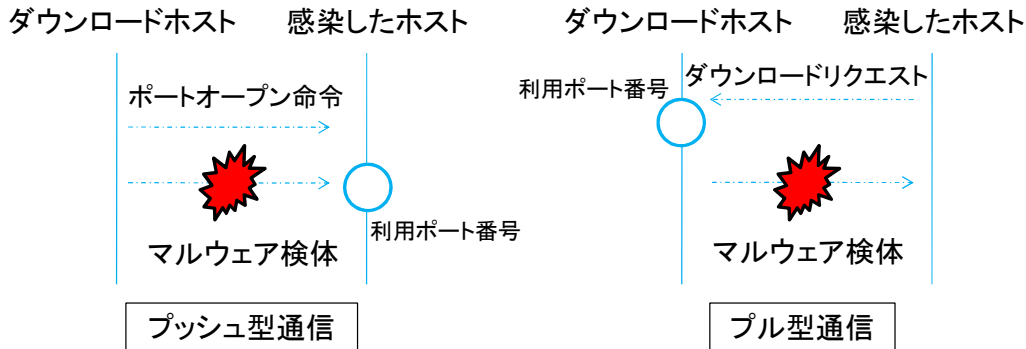 ダウンロードホスト
感染したホスト
ポートオープン命令
マルウェア検体
利用ポート番号
プッシュ型通信
ダウンロードホスト
感染したホスト
利用ポート番号
ダウンロードリクエスト
マルウェア検体
プル型通信